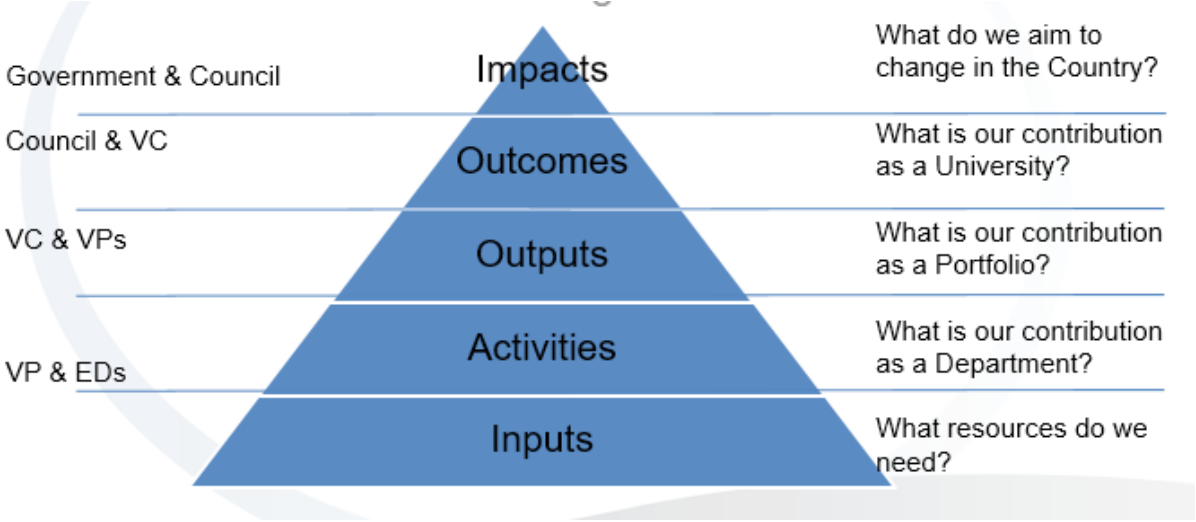 Government & Council
Impacts
What do we aim to
change in the Country?
Council & VC
Outcomes
What is our contribution
as a University?
VC & VPs
Outputs
What is our contribution
as a Portfolio?
VP & EDs
Activities
What is our contribution
as a Department?
Inputs
What resources do we
need?